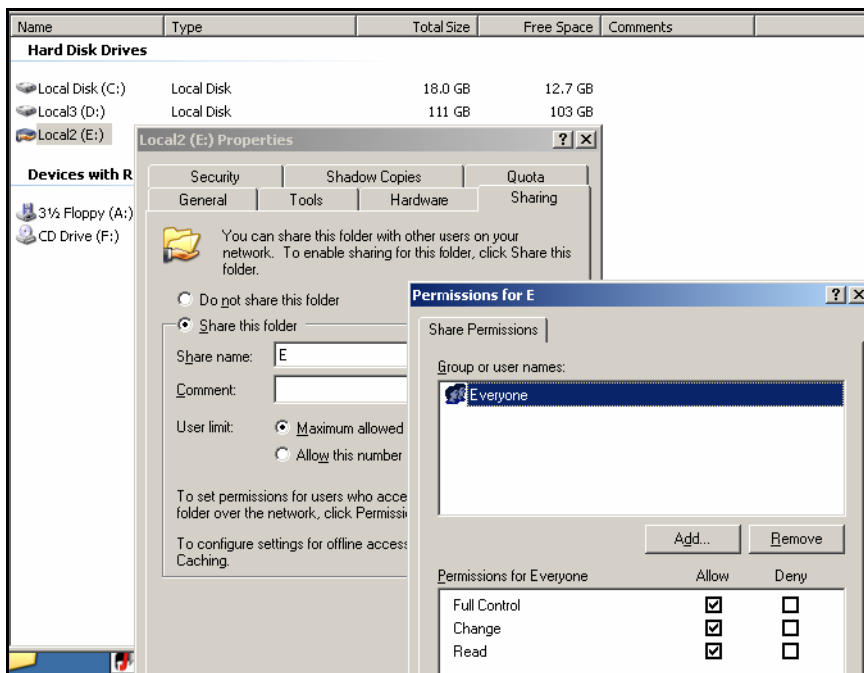 Name Type Total Size Free Space Comments
Hard Disk Drives
Local Disk (C:) Local Disk 18.0 GB 12.7 GB
Local3 (D:) Local Disk 111 GB 103 GB
Local2 (E:)
Devices with R
3½ Floppy (A:)
CD Drive (F:)
Local2 (E:) Properties
Security Shadow Copies Quota
General Tools Hardware Sharing
You can share this folder with other users on your
network. To enable sharing for this folder, click Share this
folder.
Do not share this folder
Share this folder
Share name: E
Comment:
User limit: Maximum allowed
Allow this number
To set permissions for users who acce
folder over the network, click Permissi
To configure settings for offline access
Caching.
Permissions for E
Share Permissions
Group or user names:
Everyone
Add... Remove
Permissions for Everyone Allow Deny
Full Control
Change
Read